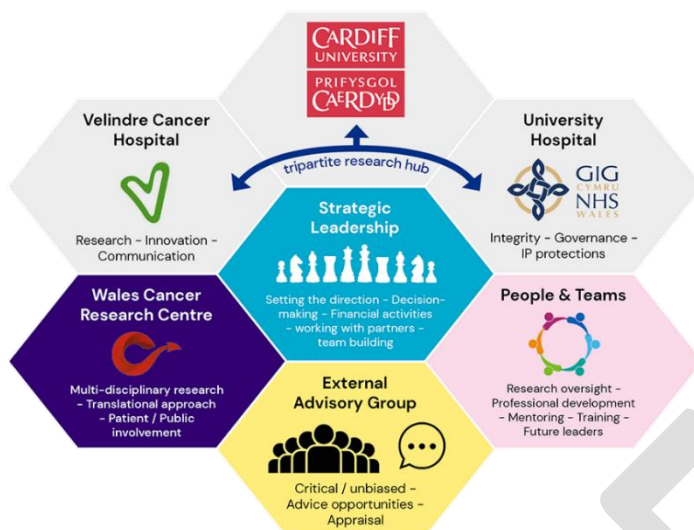 CARDIFF
UNIVERSITY
PRIFYSGOL
CAERDYDD
Velindre Cancer
Hospital
Research - Innovation -
Communication
tripartite research hub
University
Hospital
GIG
CYMRU
NHS
WALES
Integrity - Governance -
IP protections
Strategic
Leadership
Setting the direction - Decision-
making - Financial activities
- working with partners -
team building
Wales Cancer
Research Centre
Multi-disciplinary research
- Translational approach
- Patient / Public
involvement
People & Teams
Research oversight -
Professional development
- Mentoring - Training -
Future leaders
External
Advisory Group
Critical / unbiased -
Advice opportunities -
Appraisal